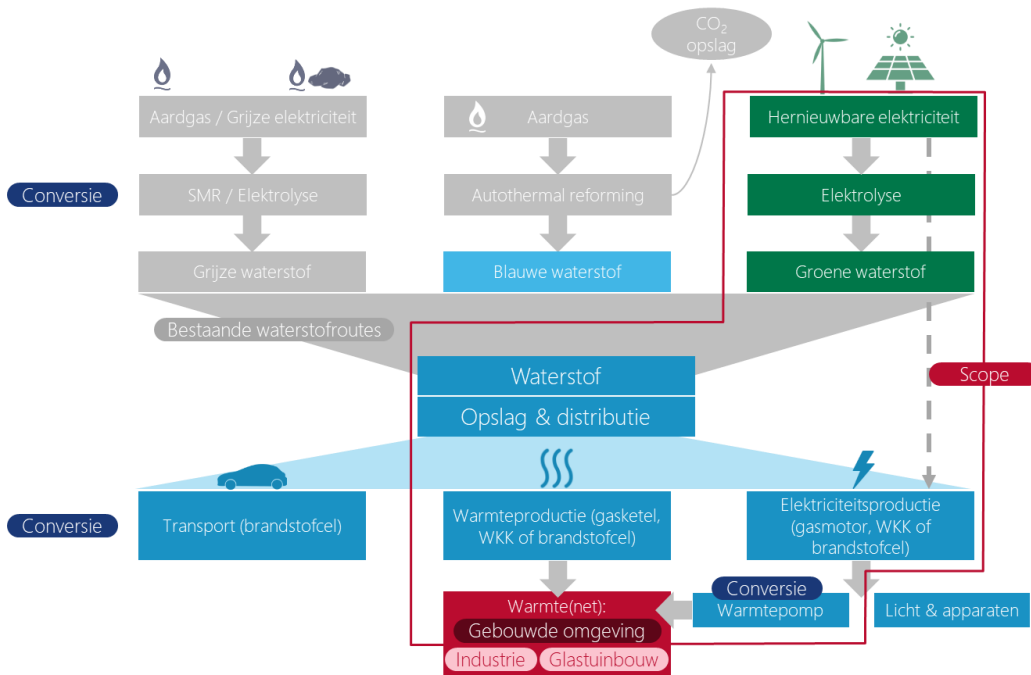 CO₂
opslag
Aardgas / Grijze elektriciteit
Aardgas
Hernieuwbare elektriciteit
Conversie
SMR / Elektrolyse
Autothermal reforming
Elektrolyse
Grijze waterstof
Blauwe waterstof
Groene waterstof
Bestaande waterstofroutes
Waterstof
Scope
Opslag & distributie
Conversie
Transport (brandstofcel)
Warmteproductie (gasketel,
WKK of brandstofcel)
Elektriciteitsproductie
(gasmotor, WKK of
brandstofcel)
Conversie
Warmtepomp
Licht & apparaten
Warmte(net):
Gebouwde omgeving
Industrie
Glastuinbouw